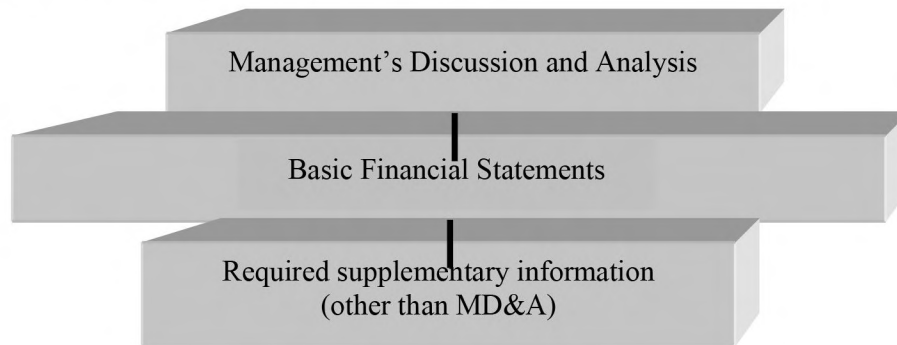 Management’s Discussion and Analysis
Basic Financial Statements
Required supplementary information
(other than MD&A)